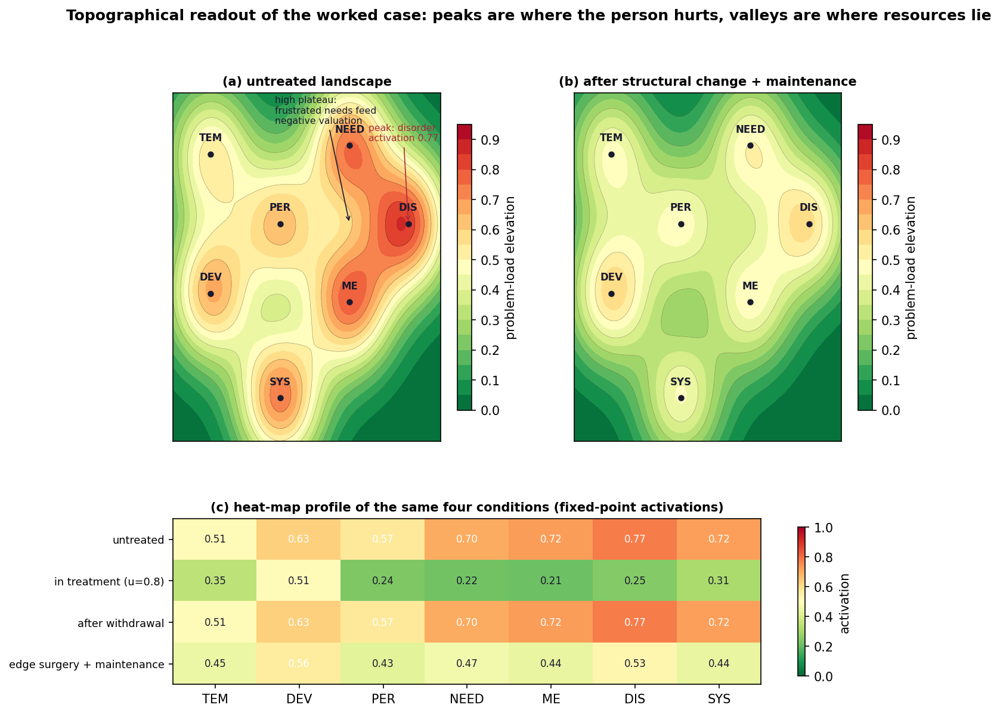 Topographical readout of the worked case: peaks are where the person hurts, valleys are where resources lie
(a) untreated landscape
high plateau:
frustrated needs feed
negative valuation
peak: disorder
activation 0.77
TEM
NEED
PER
DIS
DEV
ME
SYS
0.9
0.8
0.7
0.6
0.5
0.4
0.3
0.2
0.1
0.0
problem-load elevation
(b) after structural change + maintenance
TEM
NEED
PER
DIS
DEV
ME
SYS
0.9
0.8
0.7
0.6
0.5
0.4
0.3
0.2
0.1
0.0
problem-load elevation
(c) heat-map profile of the same four conditions (fixed-point activations)
untreated 0.51 0.63 0.57 0.70 0.72 0.77 0.72
in treatment (u=0.8) 0.35 0.51 0.24 0.22 0.21 0.25 0.31
after withdrawal 0.51 0.63 0.57 0.70 0.72 0.77 0.72
edge surgery + maintenance 0.45 0.56 0.43 0.47 0.44 0.53 0.44
TEM DEV PER NEED ME DIS SYS
1.0
0.8
0.6
0.4
0.2
0.0
activation